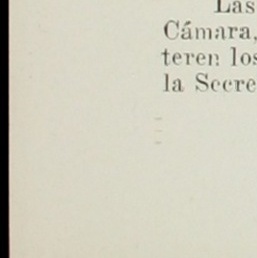 Las
Cámara,
teren los
la Secre